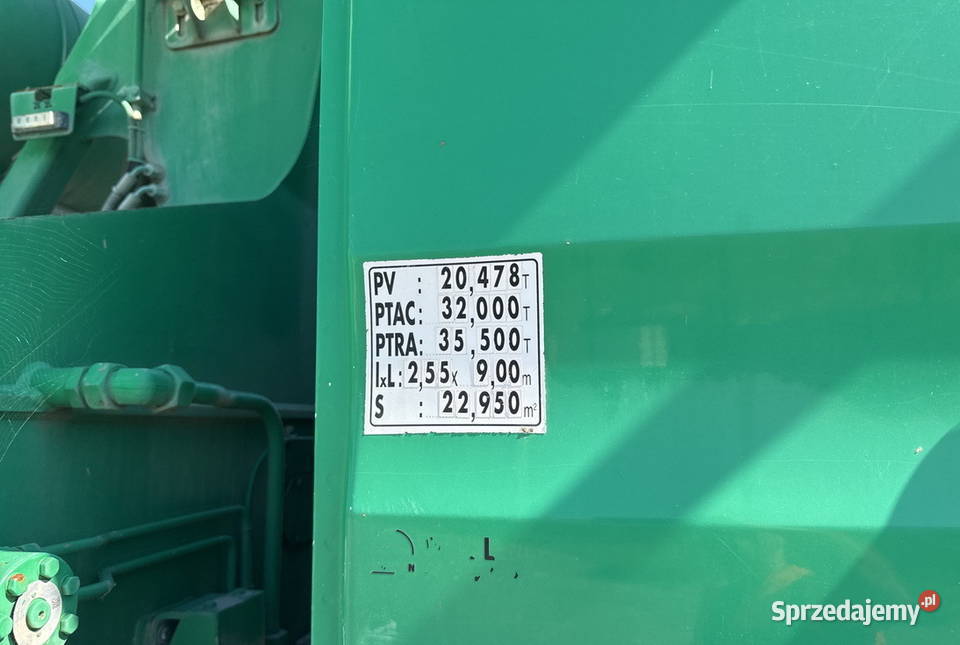 PV : 20,478T
PTAC: 32,000T
PTRA: 35,500T
lxL: 2,55x 9,00m
S : 22,950m²
N L
Sprzedajemy.pl